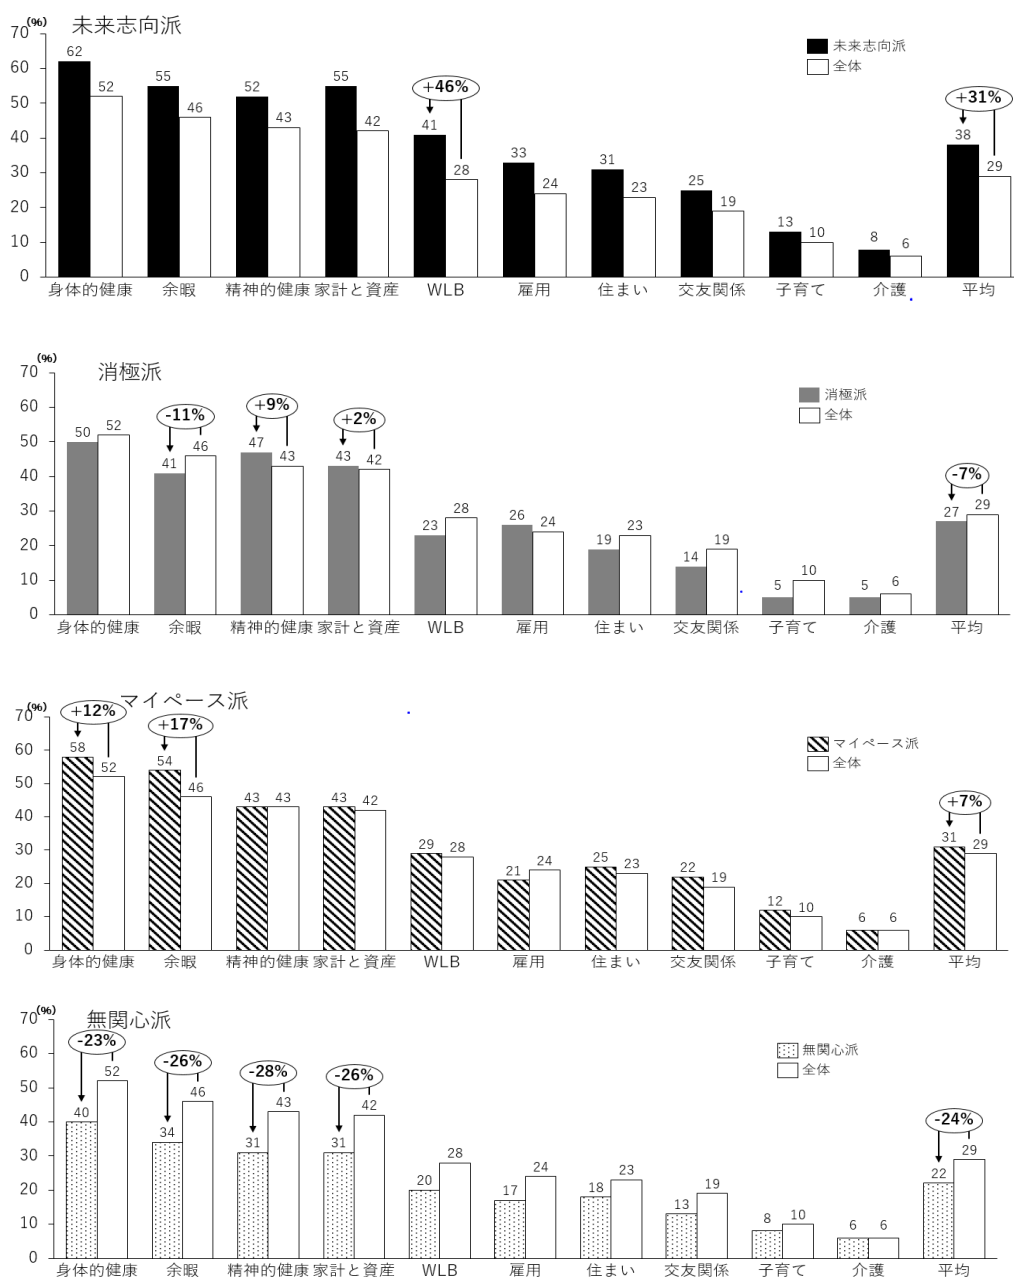 (%) 未来志向派
未来志向派
全体
70
60
50
40
30
20
10
0
62 52 55 46 52 43 55 42 +46% 41 28 33 24 31 23 25 19 13 10 8 6 +31% 38 29
身体的健康 余暇 精神的健康 家計と資産 WLB 雇用 住まい 交友関係 子育て 介護 平均
(%) 消極派
消極派
全体
70
60
50
40
30
20
10
0
50 52 -11% 41 46 +9% 47 43 +2% 43 42 23 28 26 24 19 23 14 19 5 10 5 6 -7% 27 29
身体的健康 余暇 精神的健康 家計と資産 WLB 雇用 住まい 交友関係 子育て 介護 平均
(%) マイペース派
マイペース派
全体
70
60
50
40
30
20
10
0
+12% 58 52 +17% 54 46 43 43 43 42 29 28 21 24 25 23 22 19 12 10 6 6 +7% 31 29
身体的健康 余暇 精神的健康 家計と資産 WLB 雇用 住まい 交友関係 子育て 介護 平均
(%) 無関心派
無関心派
全体
70
60
50
40
30
20
10
0
-23% 40 52 -26% 34 46 -28% 31 43 -26% 31 42 20 28 17 24 18 23 13 19 8 10 6 6 -24% 22 29
身体的健康 余暇 精神的健康 家計と資産 WLB 雇用 住まい 交友関係 子育て 介護 平均